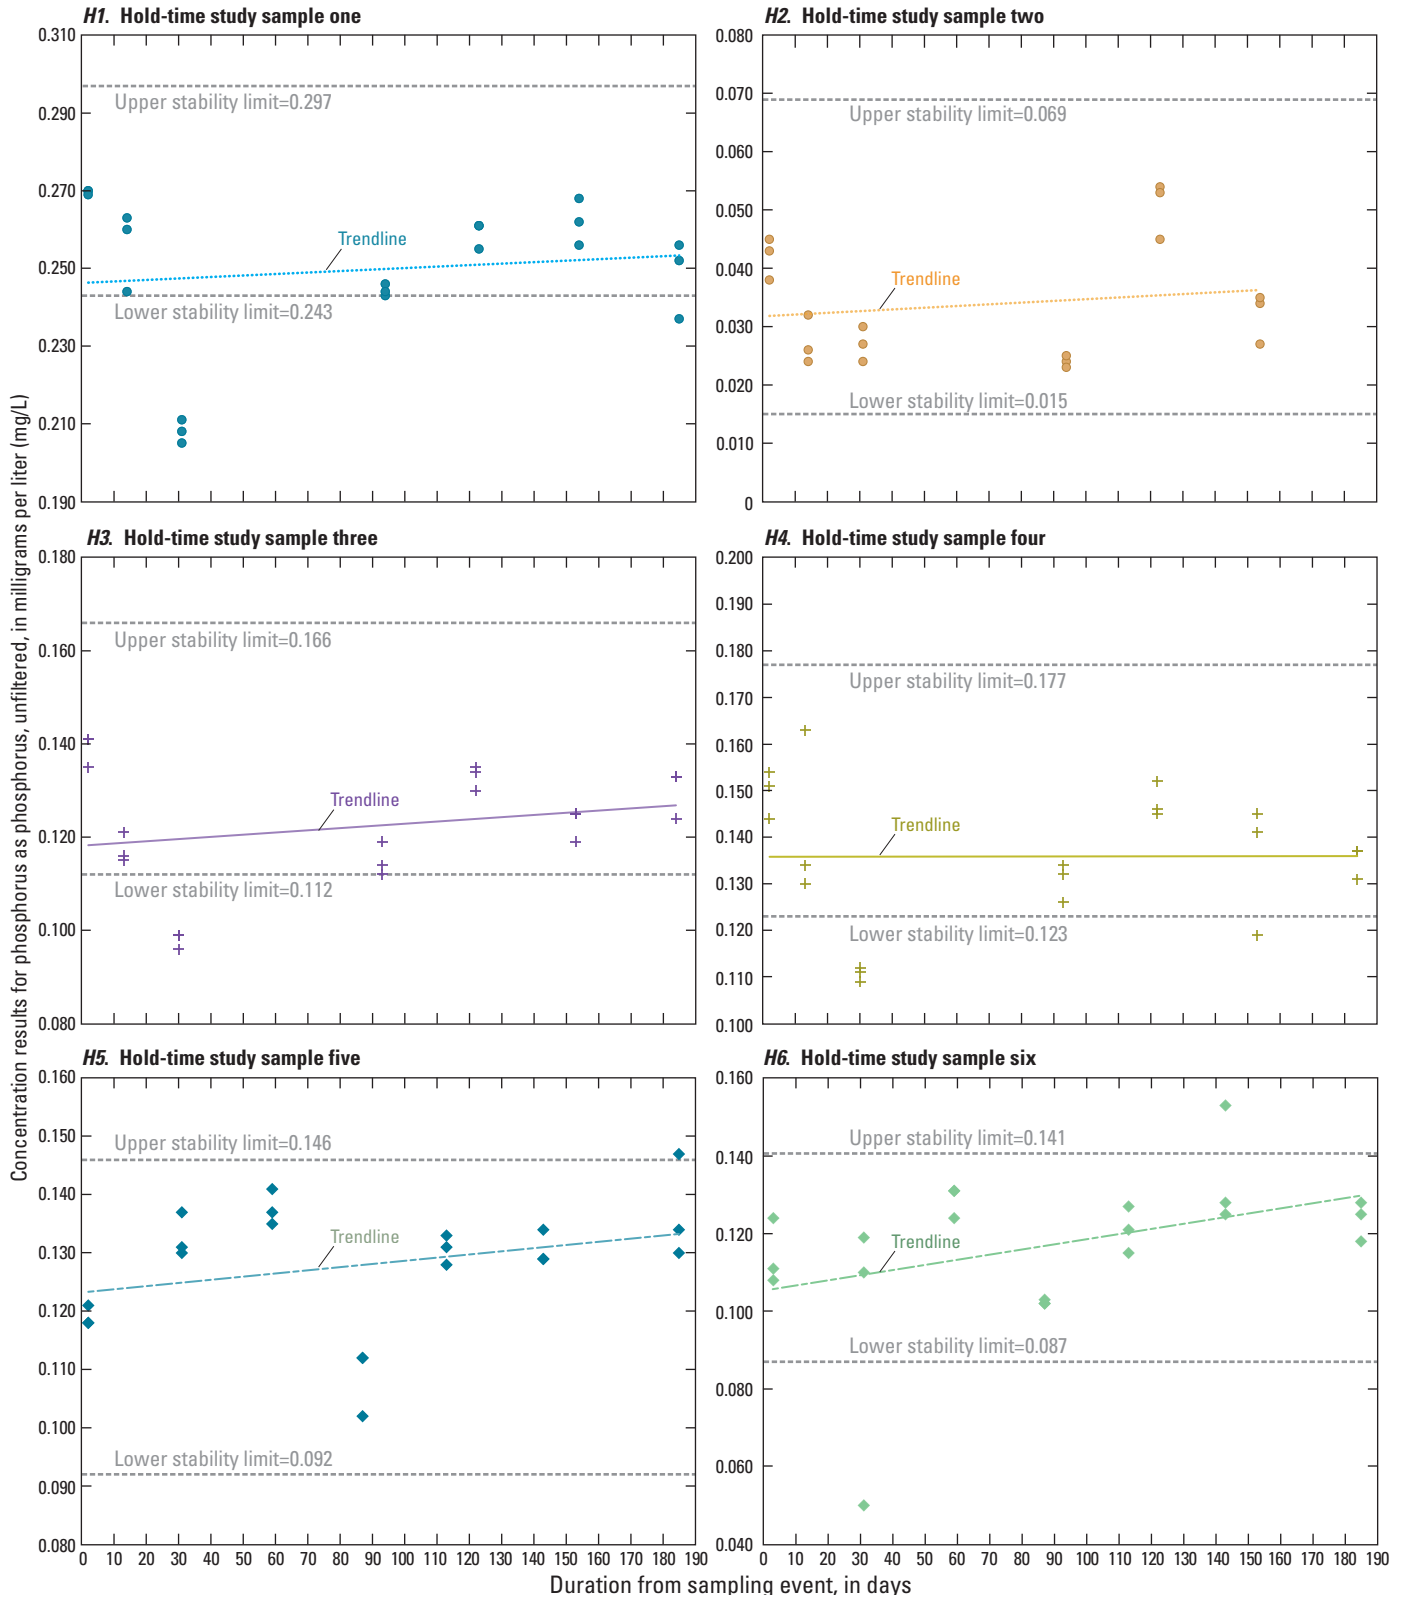 Concentration results for phosphorus as phosphorus, unfiltered, in milligrams per liter (mg/L)
H1. Hold-time study sample one
0.310
0.290
0.270
0.250
0.230
0.210
0.190
Upper stability limit=0.297
Trendline
Lower stability limit=0.243
H2. Hold-time study sample two
0.080
0.070
0.060
0.050
0.040
0.030
0.020
0.010
0
Upper stability limit=0.069
Trendline
Lower stability limit=0.015
H3. Hold-time study sample three
0.180
0.160
0.140
0.120
0.100
0.080
Upper stability limit=0.166
Trendline
Lower stability limit=0.112
H4. Hold-time study sample four
0.200
0.190
0.180
0.170
0.160
0.150
0.140
0.130
0.120
0.110
0.100
Upper stability limit=0.177
Trendline
Lower stability limit=0.123
H5. Hold-time study sample five
0.160
0.150
0.140
0.130
0.120
0.110
0.100
0.090
0.080
Upper stability limit=0.146
Trendline
Lower stability limit=0.092
0 10 20 30 40 50 60 70 80 90 100 110 120 130 140 150 160 170 180 190
H6. Hold-time study sample six
0.160
0.140
0.120
0.100
0.080
0.060
0.040
Upper stability limit=0.141
Trendline
Lower stability limit=0.087
0 10 20 30 40 50 60 70 80 90 100 110 120 130 140 150 160 170 180 190
Duration from sampling event, in days